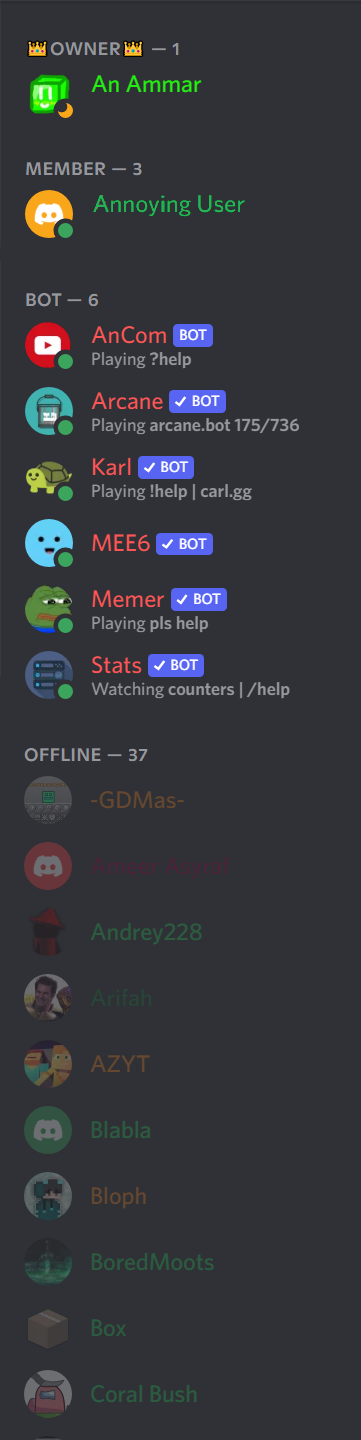 👑OWNER👑 — 1
An Ammar
MEMBER — 3
Annoying User
BOT — 6
AnCom BOT
Playing ?help
Arcane ✓ BOT
Playing arcane.bot 175/736
Karl ✓ BOT
Playing !help | carl.gg
MEE6 ✓ BOT
Memer ✓ BOT
Playing pls help
Stats ✓ BOT
Watching counters | /help
OFFLINE — 37
-GDMas-
Andrey228
Arifah
AZYT
Blabla
Bloph
BoredMoots
Box
Coral Bush